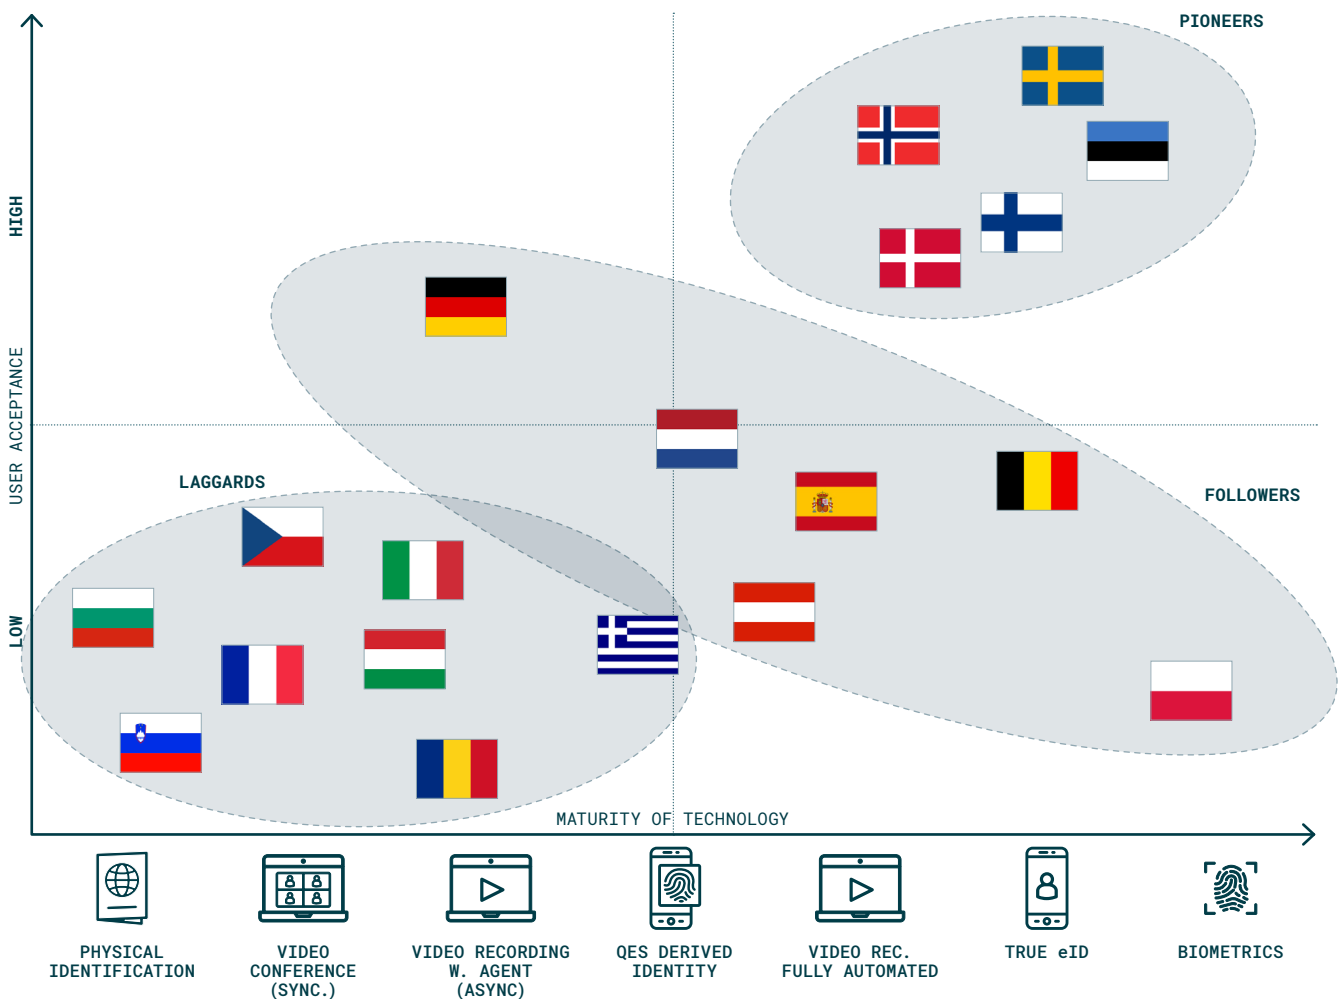 PIONEERS
HIGH
USER ACCEPTANCE
LAGGARDS
FOLLOWERS
LOW
MATURITY OF TECHNOLOGY
PHYSICAL
IDENTIFICATION
VIDEO
CONFERENCE
(SYNC.)
VIDEO RECORDING
W. AGENT
(ASYNC)
QES DERIVED
IDENTITY
VIDEO REC.
FULLY AUTOMATED
TRUE eID
BIOMETRICS